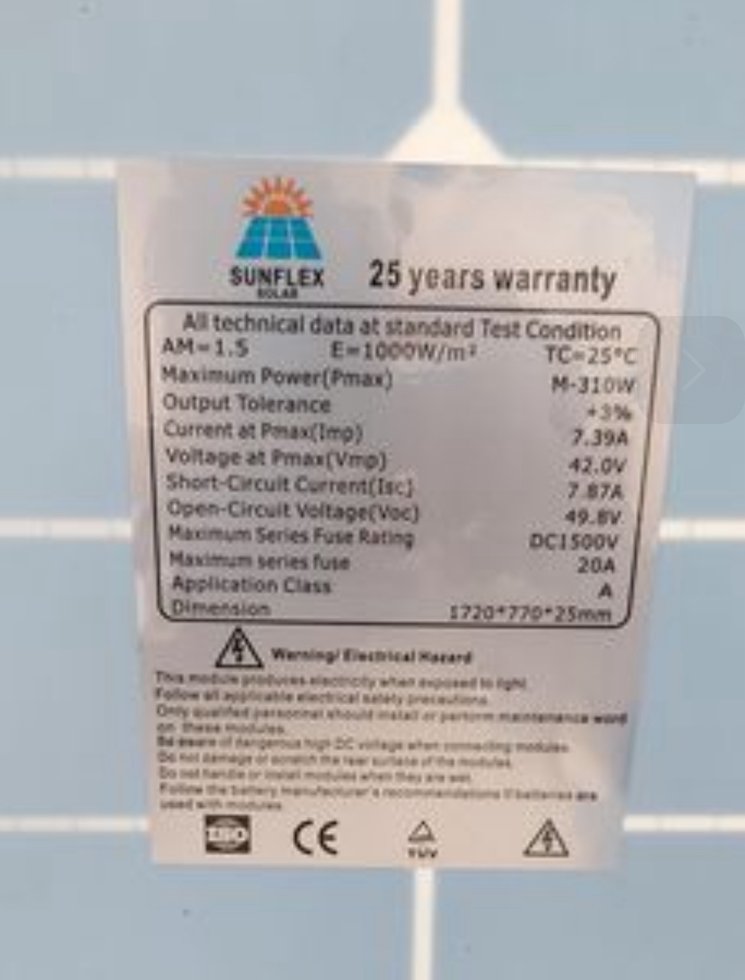 SUNFLEX
SOLAR
25 years warranty
All technical data at standard Test Condition
AM=1.5 E=1000W/m² TC=25°C
Maximum Power(Pmax) M-310W
Output Tolerance +3%
Current at Pmax(Imp) 7.39A
Voltage at Pmax(Vmp) 42.0V
Short-Circuit Current(Isc) 7.87A
Open-Circuit Voltage(Voc) 49.8V
Maximum Series Fuse Rating DC1500V
Maximum series fuse 20A
Application Class A
Dimension 1720*770*25mm
Warning/ Electrical Hazard
This module produces electricity when exposed to light
Follow all applicable electrical safety precautions.
Only qualified personnel should install or perform maintenance word
on these modules.
Be aware of dangerous high DC voltage when connecting modules.
Do not damage or scratch the rear surface of the modules.
Do not handle or install modules when they are wet.
Follow the battery manufacturer's recommendations if batteries are
used with modules.
CE
TUV